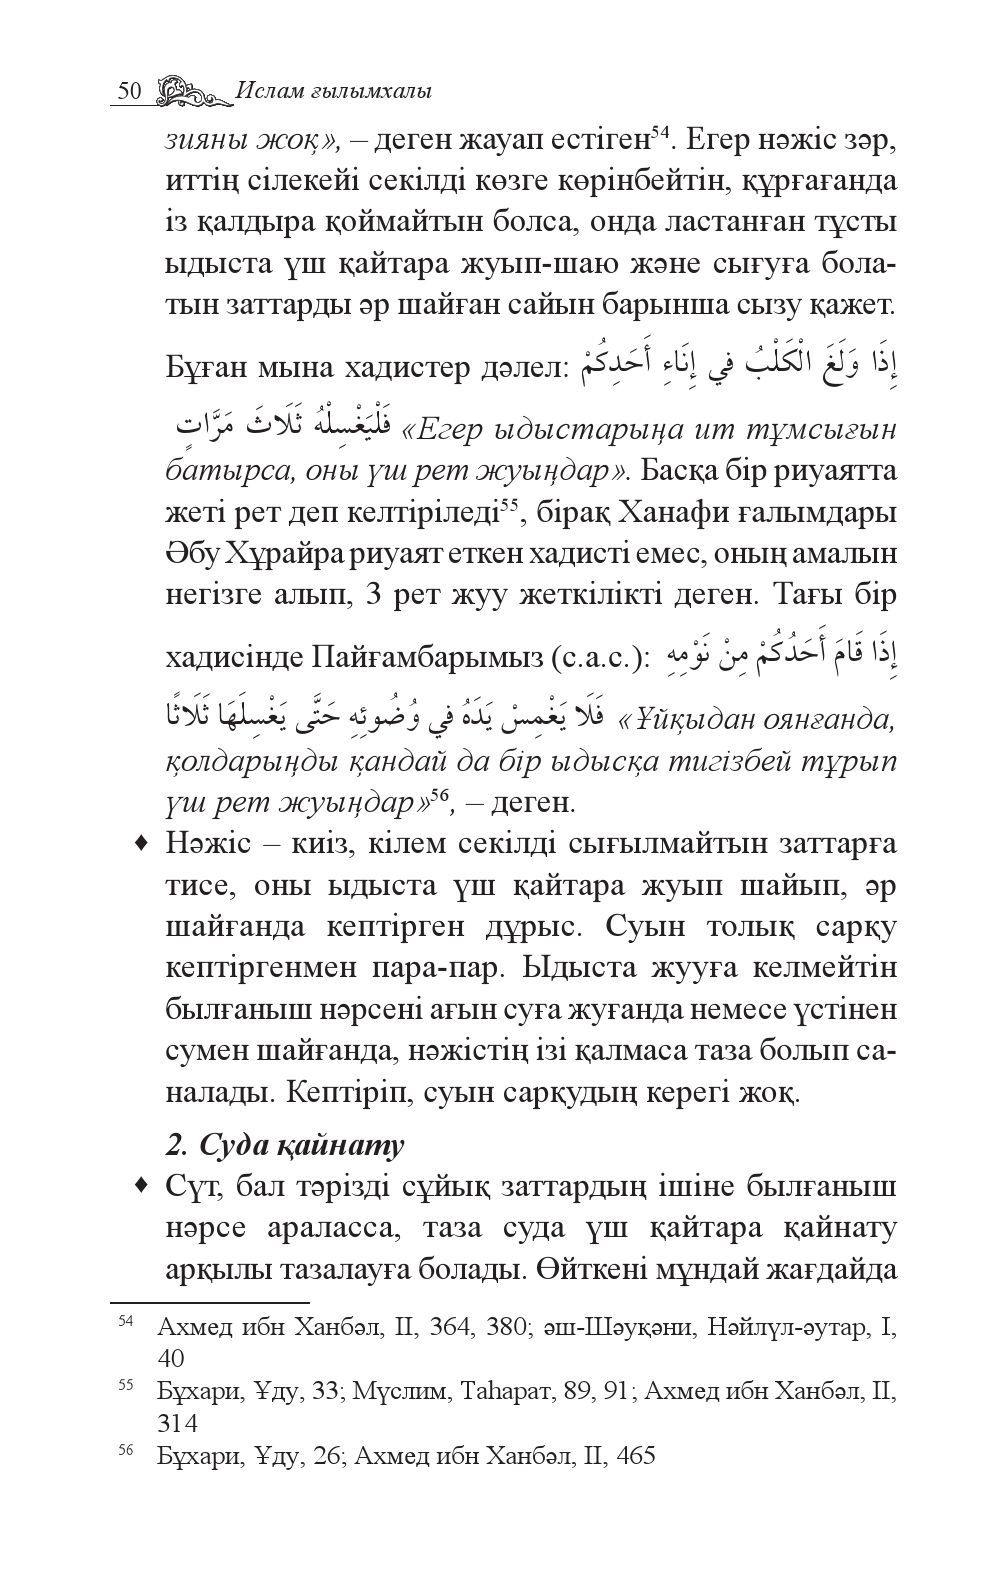 50 Ислам ғылымхалы
зияны жоқ», – деген жауап естіген54. Егер нәжіс зәр,
иттің сілекейі секілді көзге көрінбейтін, құрғағанда
із қалдыра қоймайтын болса, онда ластанған тұсты
ыдыста үш қайтара жуып-шаю және сығуға бола-
тын заттарды әр шайған сайын барынша сызу қажет.
Бұған мына хадистер дәлел: إِذَا وَلَغَ الْكَلْبُ في إِنَاءِ أَحَدِكُمْ
فَلْيَغْسِلْهُ ثَلَاثَ مَرَّاتٍ «Егер ыдыстарыңа ит тұмсығын
батырса, оны үш рет жуыңдар». Басқа бір риуаятта
жеті рет деп келтіріледі55, бірақ Ханафи ғалымдары
Әбу Хұрайра риуаят еткен хадисті емес, оның амалын
негізге алып, 3 рет жуу жеткілікті деген. Тағы бір
хадисінде Пайғамбарымыз (с.а.с.): إِذَا قَامَ أَحَدُكُمْ مِنْ نَوْمِهِ
فَلَا يَغْمِسْ يَدَهُ في وُضُوئِهِ حَتَّى يَغْسِلَهَا ثَلَاثًا «Ұйқыдан оянғанда,
қолдарыңды қандай да бір ыдысқа тигізбей тұрып
үш рет жуыңдар»56, – деген.
♦ Нәжіс – киіз, кілем секілді сығылмайтын заттарға
тисе, оны ыдыста үш қайтара жуып шайып, әр
шайғанда кептірген дұрыс. Суын толық сарқу
кептіргенмен пара-пар. Ыдыста жууға келмейтін
былғаныш нәрсені ағын суға жуғанда немесе үстінен
сумен шайғанда, нәжістің ізі қалмаса таза болып са-
налады. Кептіріп, суын сарқудың керегі жоқ.
2. Суда қайнату
♦ Сүт, бал тәрізді сұйық заттардың ішіне былғаныш
нәрсе араласса, таза суда үш қайтара қайнату
арқылы тазалауға болады. Өйткені мұндай жағдайда
54 Ахмед ибн Ханбәл, II, 364, 380; әш-Шәуқәни, Нәйлүл-әутар, I,
40
55 Бұхари, Ұду, 33; Мүслим, Таһарат, 89, 91; Ахмед ибн Ханбәл, II,
314
56 Бұхари, Ұду, 26; Ахмед ибн Ханбәл, II, 465